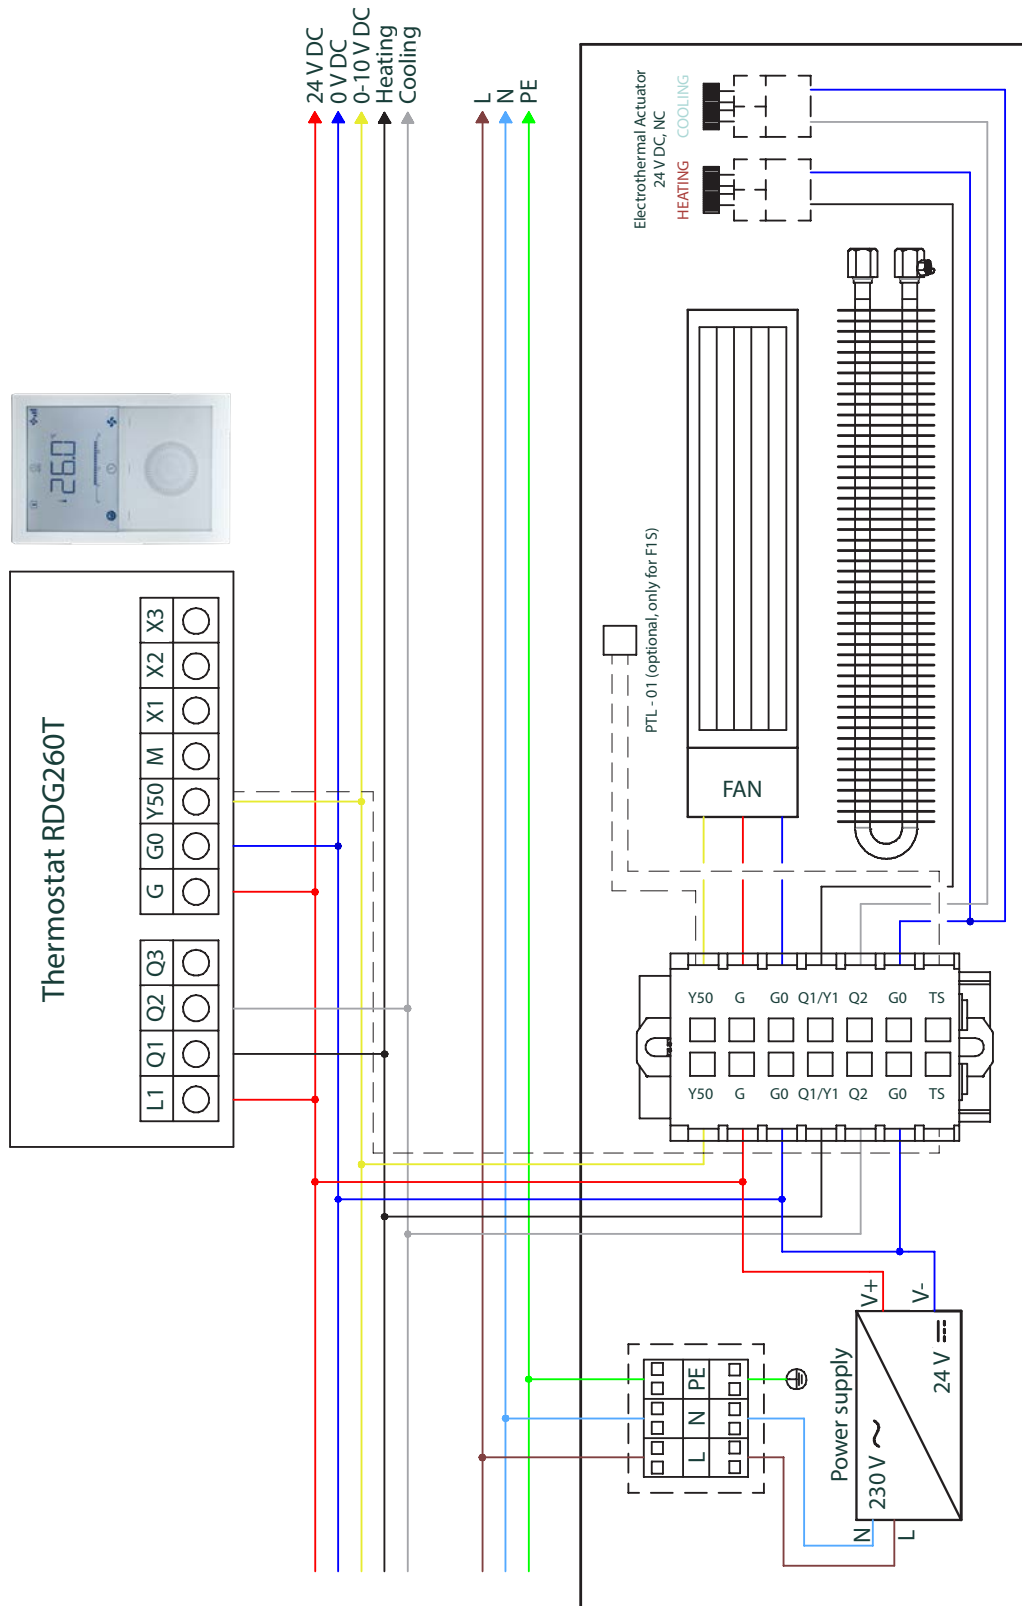 24 V DC
0 V DC
0-10 V DC
Heating
Cooling
L
N
PE
Electrothermal Actuator
24 V DC, NC
HEATING
COOLING
26.0
Thermostat RDG260T
X3
X2
X1
M
Y50
G0
G
Q3
Q2
Q1
L1
PTL - 01 (optional, only for F1S)
FAN
Y50 G G0 Q1/Y1 Q2 G0 TS
Y50 G G0 Q1/Y1 Q2 G0 TS
V+
V-
PE
N
L
Power supply
230 V ~
24 V
N
L